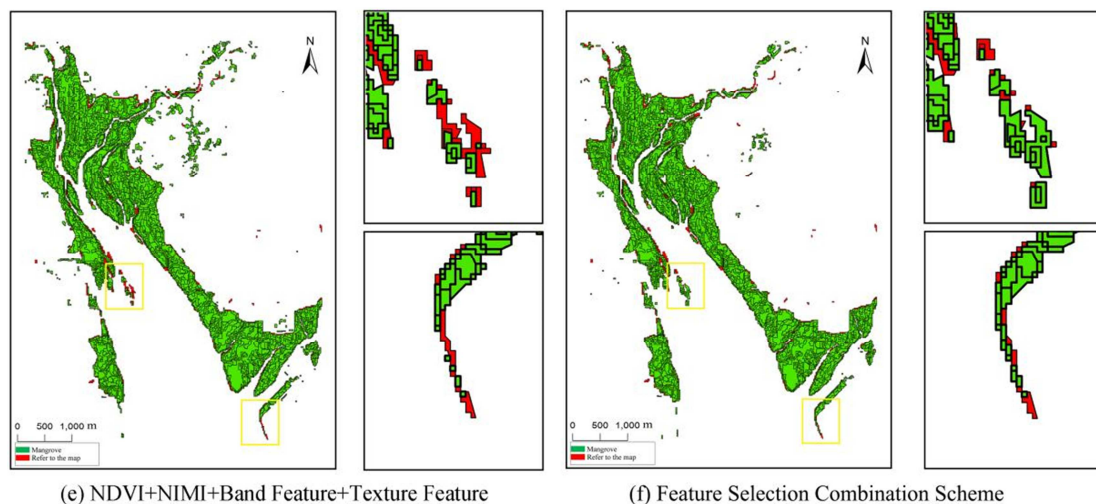 N
0 500 1,000 m
Mangrove
Refer to the map
N
0 500 1,000 m
Mangrove
Refer to the map
(e) NDVI+NIMI+Band Feature+Texture Feature
(f) Feature Selection Combination Scheme